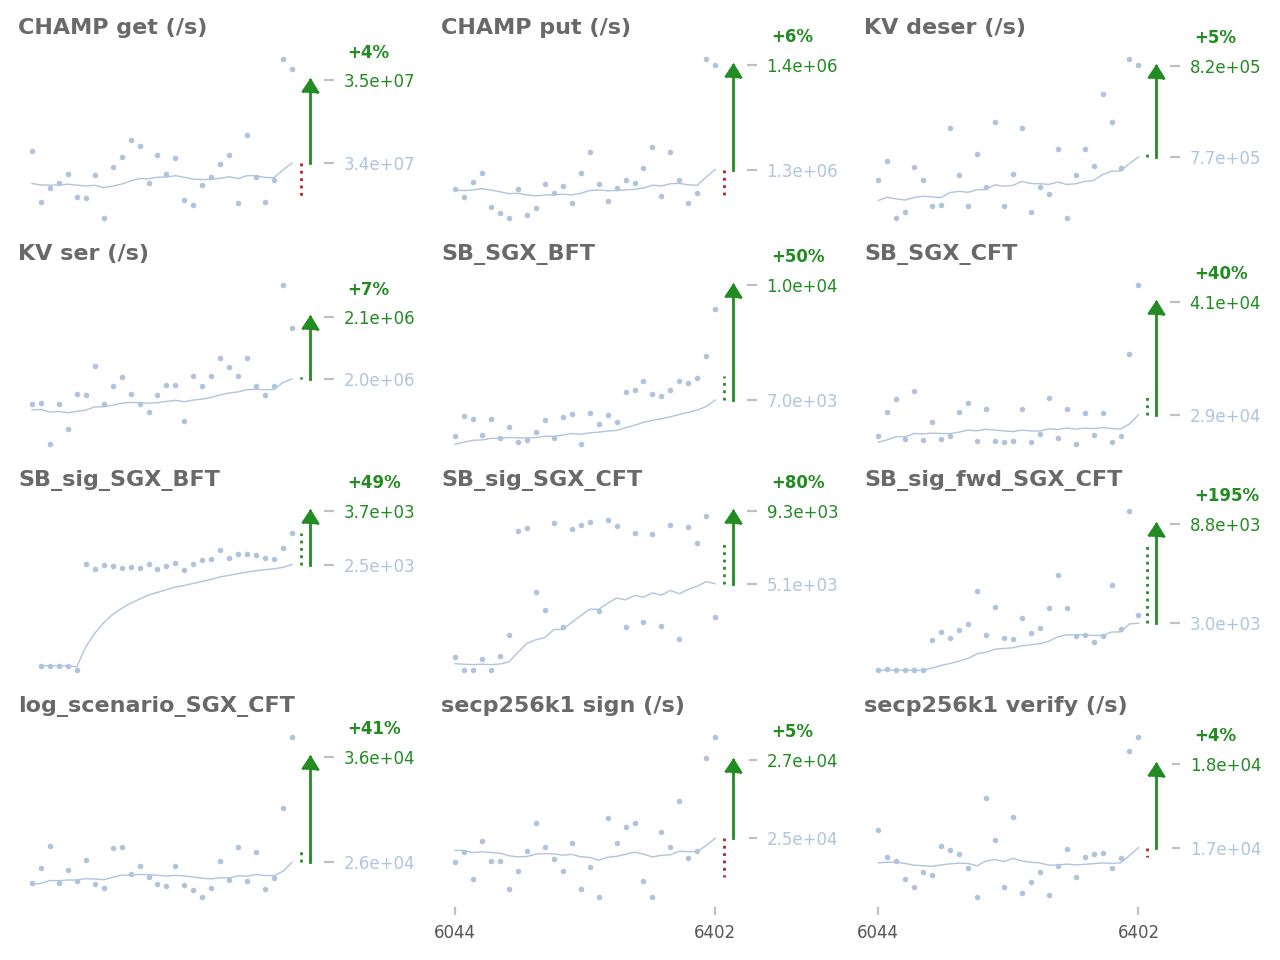 CHAMP get (/s)
+4%
3.5e+07
3.4e+07
CHAMP put (/s)
+6%
1.4e+06
1.3e+06
KV deser (/s)
+5%
8.2e+05
7.7e+05
KV ser (/s)
+7%
2.1e+06
2.0e+06
SB_SGX_BFT
+50%
1.0e+04
7.0e+03
SB_SGX_CFT
+40%
4.1e+04
2.9e+04
SB_sig_SGX_BFT
+49%
3.7e+03
2.5e+03
SB_sig_SGX_CFT
+80%
9.3e+03
5.1e+03
SB_sig_fwd_SGX_CFT
+195%
8.8e+03
3.0e+03
log_scenario_SGX_CFT
+41%
3.6e+04
2.6e+04
secp256k1 sign (/s)
+5%
2.7e+04
2.5e+04
6044 6402
secp256k1 verify (/s)
+4%
1.8e+04
1.7e+04
6044 6402